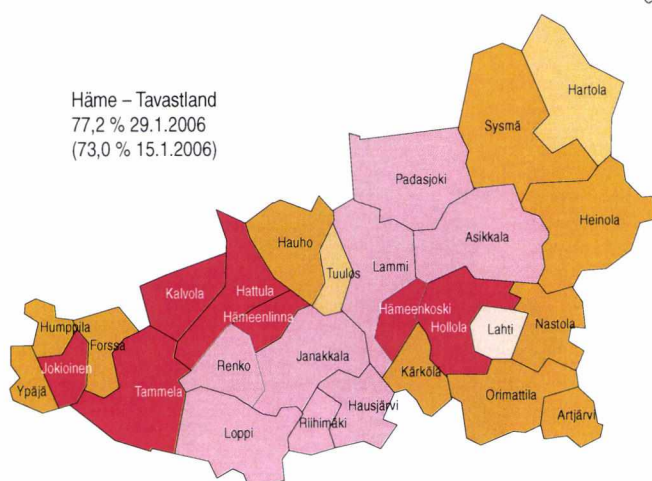 Häme – Tavastland
77,2 % 29.1.2006
(73,0 % 15.1.2006)
Hartola
Sysmä
Padasjoki
Heinola
Asikkala
Hauho
Tuulos
Lammi
Kalvola
Hattula
Hämeenlinna
Hämeenkoski
Hollola
Lahti
Nastola
Humppila
Forssa
Jokioinen
Ypäjä
Tammela
Renko
Janakkala
Kärkölä
Orimattila
Artjärvi
Hausjärvi
Riihimäki
Loppi